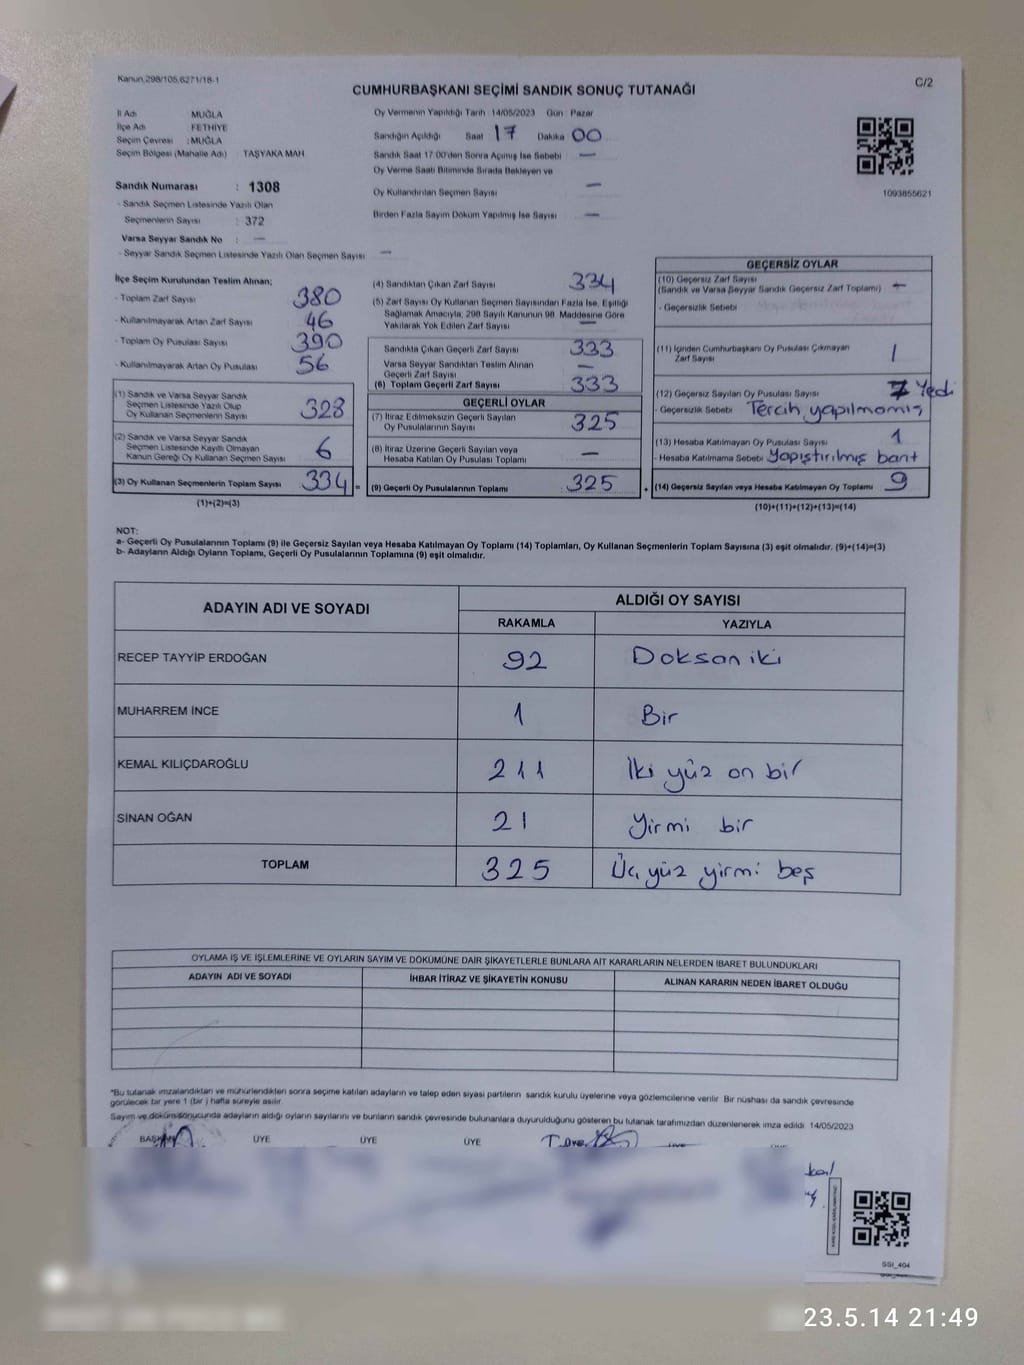 Kanun,298/105,6271/18-1
C/2
CUMHURBAŞKANI SEÇİMİ SANDIK SONUÇ TUTANAĞI
İl Adı MUĞLA
İlçe Adı FETHİYE
Seçim Çevresi : MUĞLA
Seçim Bölgesi (Mahalle Adı) : TAŞYAKA MAH
Sandık Numarası : 1308
- Sandık Seçmen Listesinde Yazılı Olan
Seçmenlerin Sayısı : 372
Varsa Seyyar Sandık No : —
- Seyyar Sandık Seçmen Listesinde Yazılı Olan Seçmen Sayısı —
Oy Vermenin Yapıldığı Tarih 14/05/2023 Gün Pazar
Sandığın Açıldığı Saat 17 Dakika 00
Sandık Saat 17:00'den Sonra Açılmış İse Sebebi —
Oy Verme Saati Bitiminde Sırada Bekleyen ve
Oy Kullandırılan Seçmen Sayısı —
Birden Fazla Sayım Döküm Yapılmış İse Sayısı —
1093855621
İlçe Seçim Kurulundan Teslim Alınan;
- Toplam Zarf Sayısı 380
- Kullanılmayarak Artan Zarf Sayısı 46
- Toplam Oy Pusulası Sayısı 390
- Kullanılmayarak Artan Oy Pusulası 56
(1) Sandık ve Varsa Seyyar Sandık
Seçmen Listesinde Yazılı Olup
Oy Kullanan Seçmenlerin Sayısı 328
(2) Sandık ve Varsa Seyyar Sandık
Seçmen Listesinde Kayıtlı Olmayan
Kanun Gereği Oy Kullanan Seçmen Sayısı 6
(3) Oy Kullanan Seçmenlerin Toplam Sayısı 334 =
(1)+(2)=(3)
(4) Sandıktan Çıkan Zarf Sayısı 334
(5) Zarf Sayısı Oy Kullanan Seçmen Sayısından Fazla İse, Eşitliği
Sağlamak Amacıyla, 298 Sayılı Kanunun 98. Maddesine Göre
Yakılarak Yok Edilen Zarf Sayısı —
Sandıkta Çıkan Geçerli Zarf Sayısı 333
Varsa Seyyar Sandıktan Teslim Alınan
Geçerli Zarf Sayısı —
(6) Toplam Geçerli Zarf Sayısı 333
GEÇERLİ OYLAR
(7) İtiraz Edilmeksizin Geçerli Sayılan
Oy Pusulalarının Sayısı 325
(8) İtiraz Üzerine Geçerli Sayılan veya
Hesaba Katılan Oy Pusulası Toplamı —
(9) Geçerli Oy Pusulalarının Toplamı 325 +
GEÇERSİZ OYLAR
(10) Geçersiz Zarf Sayısı
(Sandık ve Varsa Seyyar Sandık Geçersiz Zarf Toplamı) —
- Geçersizlik Sebebi
(11) İçinden Cumhurbaşkanı Oy Pusulası Çıkmayan
Zarf Sayısı 1
(12) Geçersiz Sayılan Oy Pusulası Sayısı 7 Yedi
- Geçersizlik Sebebi Tercih yapılmamış
(13) Hesaba Katılmayan Oy Pusulası Sayısı 1
- Hesaba Katılmama Sebebi Yapıştırılmış bant
(14) Geçersiz Sayılan veya Hesaba Katılmayan Oy Toplamı 9
(10)+(11)+(12)+(13)=(14)
NOT:
a- Geçerli Oy Pusulalarının Toplamı (9) ile Geçersiz Sayılan veya Hesaba Katılmayan Oy Toplamı (14) Toplamları, Oy Kullanan Seçmenlerin Toplam Sayısına (3) eşit olmalıdır. (9)+(14)=(3)
b- Adayların Aldığı Oyların Toplamı, Geçerli Oy Pusulalarının Toplamına (9) eşit olmalıdır.
ADAYIN ADI VE SOYADI ALDIĞI OY SAYISI
RAKAMLA YAZIYLA
RECEP TAYYİP ERDOĞAN 92 Doksan iki
MUHARREM İNCE 1 Bir
KEMAL KILIÇDAROĞLU 211 İki yüz on bir
SİNAN OĞAN 21 Yirmi bir
TOPLAM 325 Üç yüz yirmi beş
OYLAMA İŞ VE İŞLEMLERİNE VE OYLARIN SAYIM VE DÖKÜMÜNE DAİR ŞİKAYETLERLE BUNLARA AİT KARARLARIN NELERDEN İBARET BULUNDUKLARI
ADAYIN ADI VE SOYADI İHBAR İTİRAZ VE ŞİKAYETİN KONUSU ALINAN KARARIN NEDEN İBARET OLDUĞU
*Bu tutanak imzalandıktan ve mühürlendikten sonra seçime katılan adayların ve talep eden siyasi partilerin sandık kurulu üyelerine veya gözlemcilerine verilir. Bir nüshası da sandık çevresinde
görülecek bir yere 1 (bir) hafta süreyle asılır.
Sayım ve döküm sonucunda adayların aldığı oyların sayılarını ve bunların sandık çevresinde bulunanlara duyurulduğunu gösteren bu tutanak tarafımızdan düzenlenerek imza edildi. 14/05/2023
BAŞKAN ÜYE ÜYE ÜYE
SSI_404
23.5.14 21:49